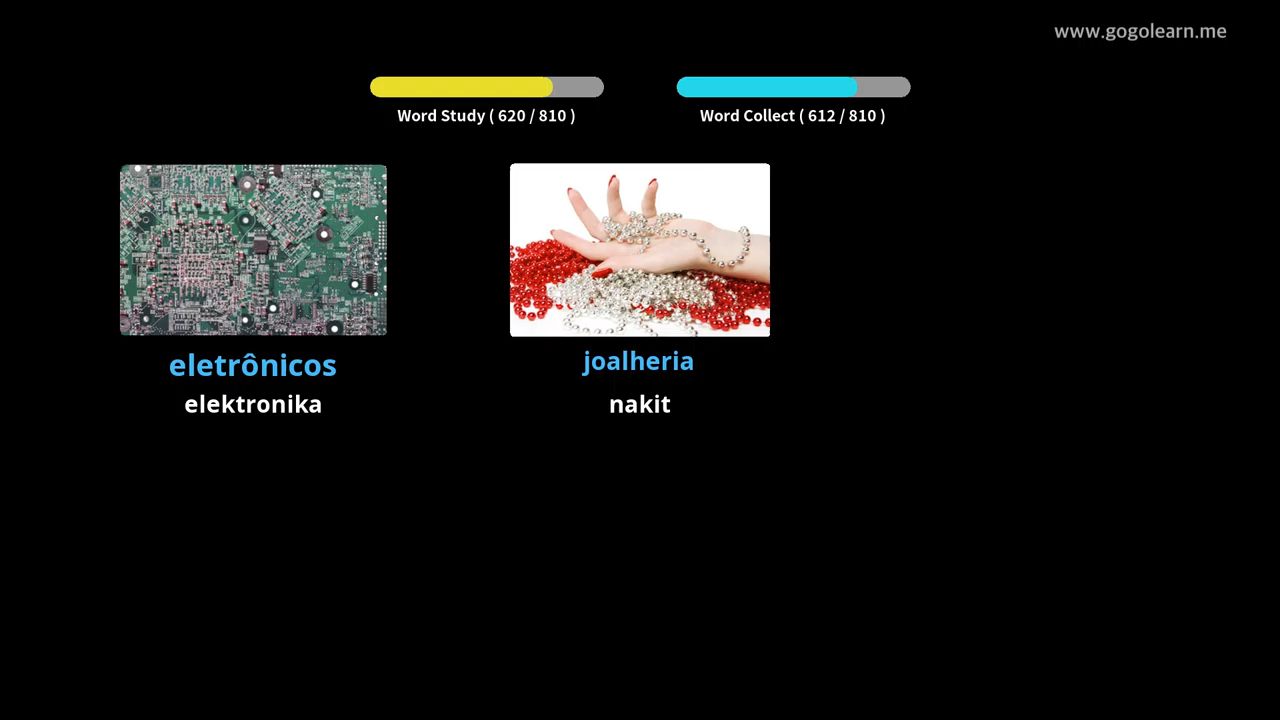 www.gogolearn.me
Word Study ( 620 / 810 )
Word Collect ( 612 / 810 )
eletrônicos
elektronika
joalheria
nakit